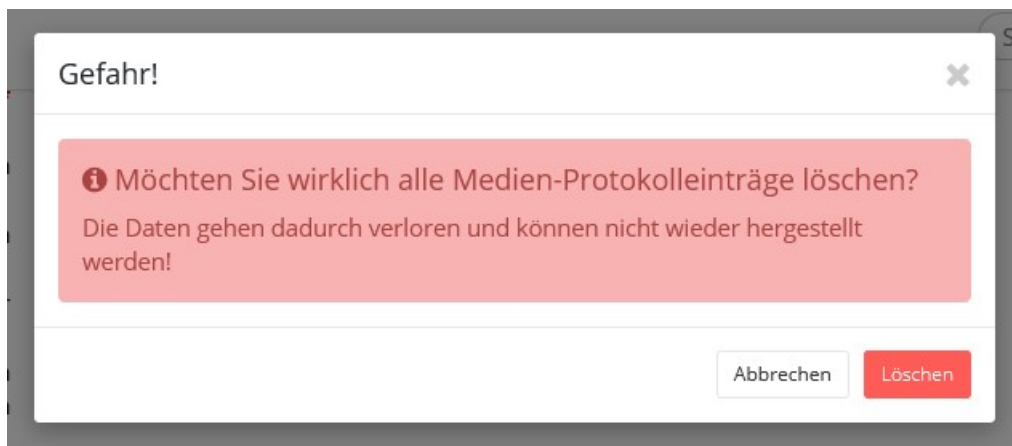 Gefahr!
Möchten Sie wirklich alle Medien-Protokolleinträge löschen?
Die Daten gehen dadurch verloren und können nicht wieder hergestellt
werden!
Abbrechen
Löschen